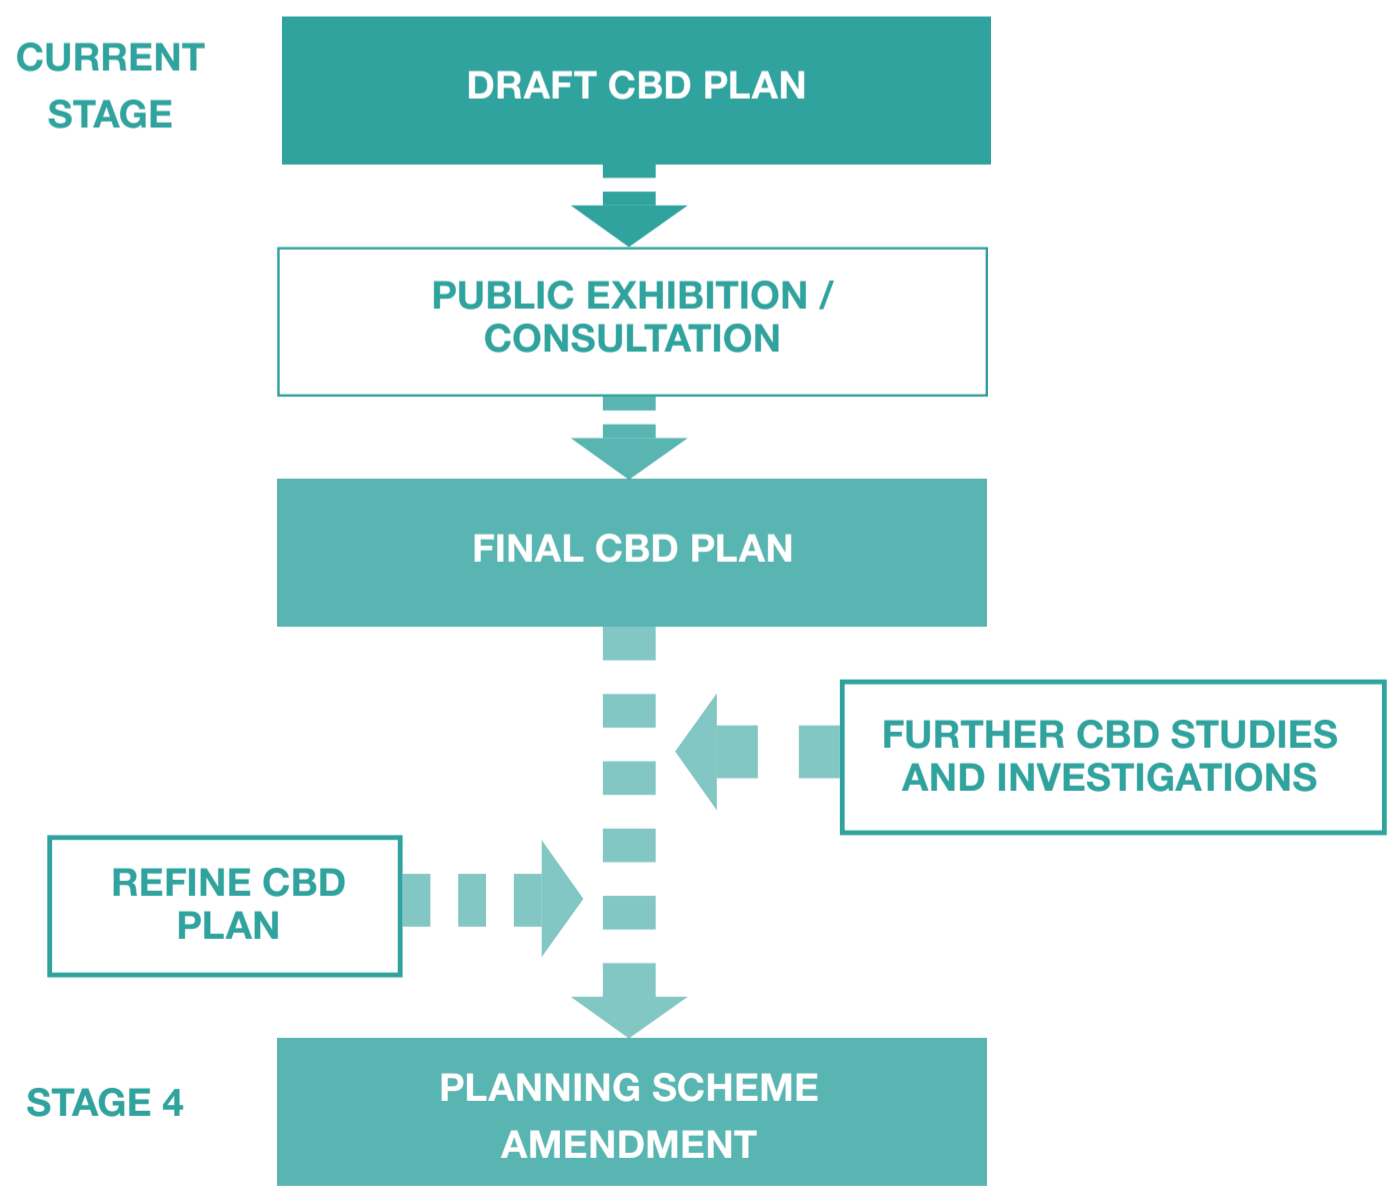 CURRENT
STAGE
DRAFT CBD PLAN
PUBLIC EXHIBITION /
CONSULTATION
FINAL CBD PLAN
FURTHER CBD STUDIES
AND INVESTIGATIONS
REFINE CBD
PLAN
STAGE 4
PLANNING SCHEME
AMENDMENT